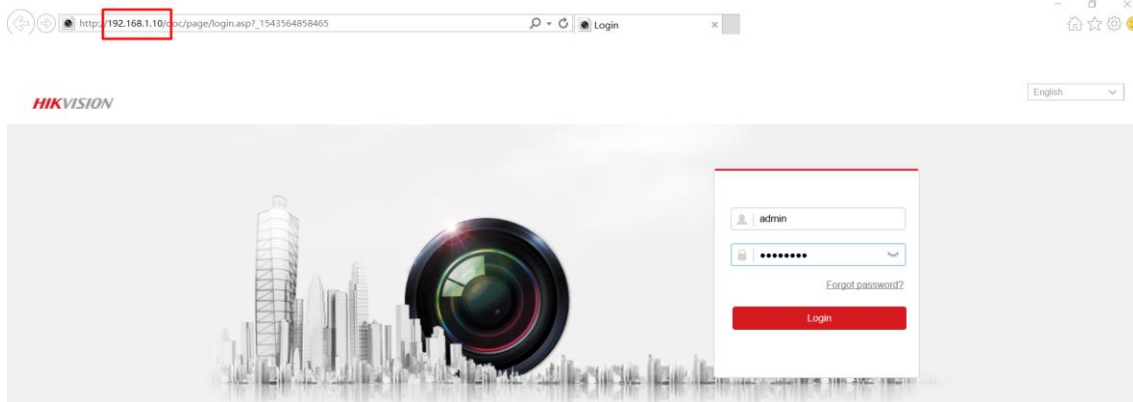 http://192.168.1.10/doc/page/login.asp?_1543564858465
Login
HIKVISION
English
admin
Forgot password?
Login